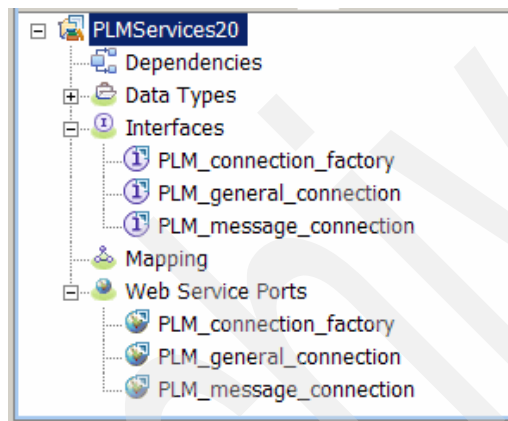 PLMServices20
Dependencies
Data Types
Interfaces
PLM_connection_factory
PLM_general_connection
PLM_message_connection
Mapping
Web Service Ports
PLM_connection_factory
PLM_general_connection
PLM_message_connection